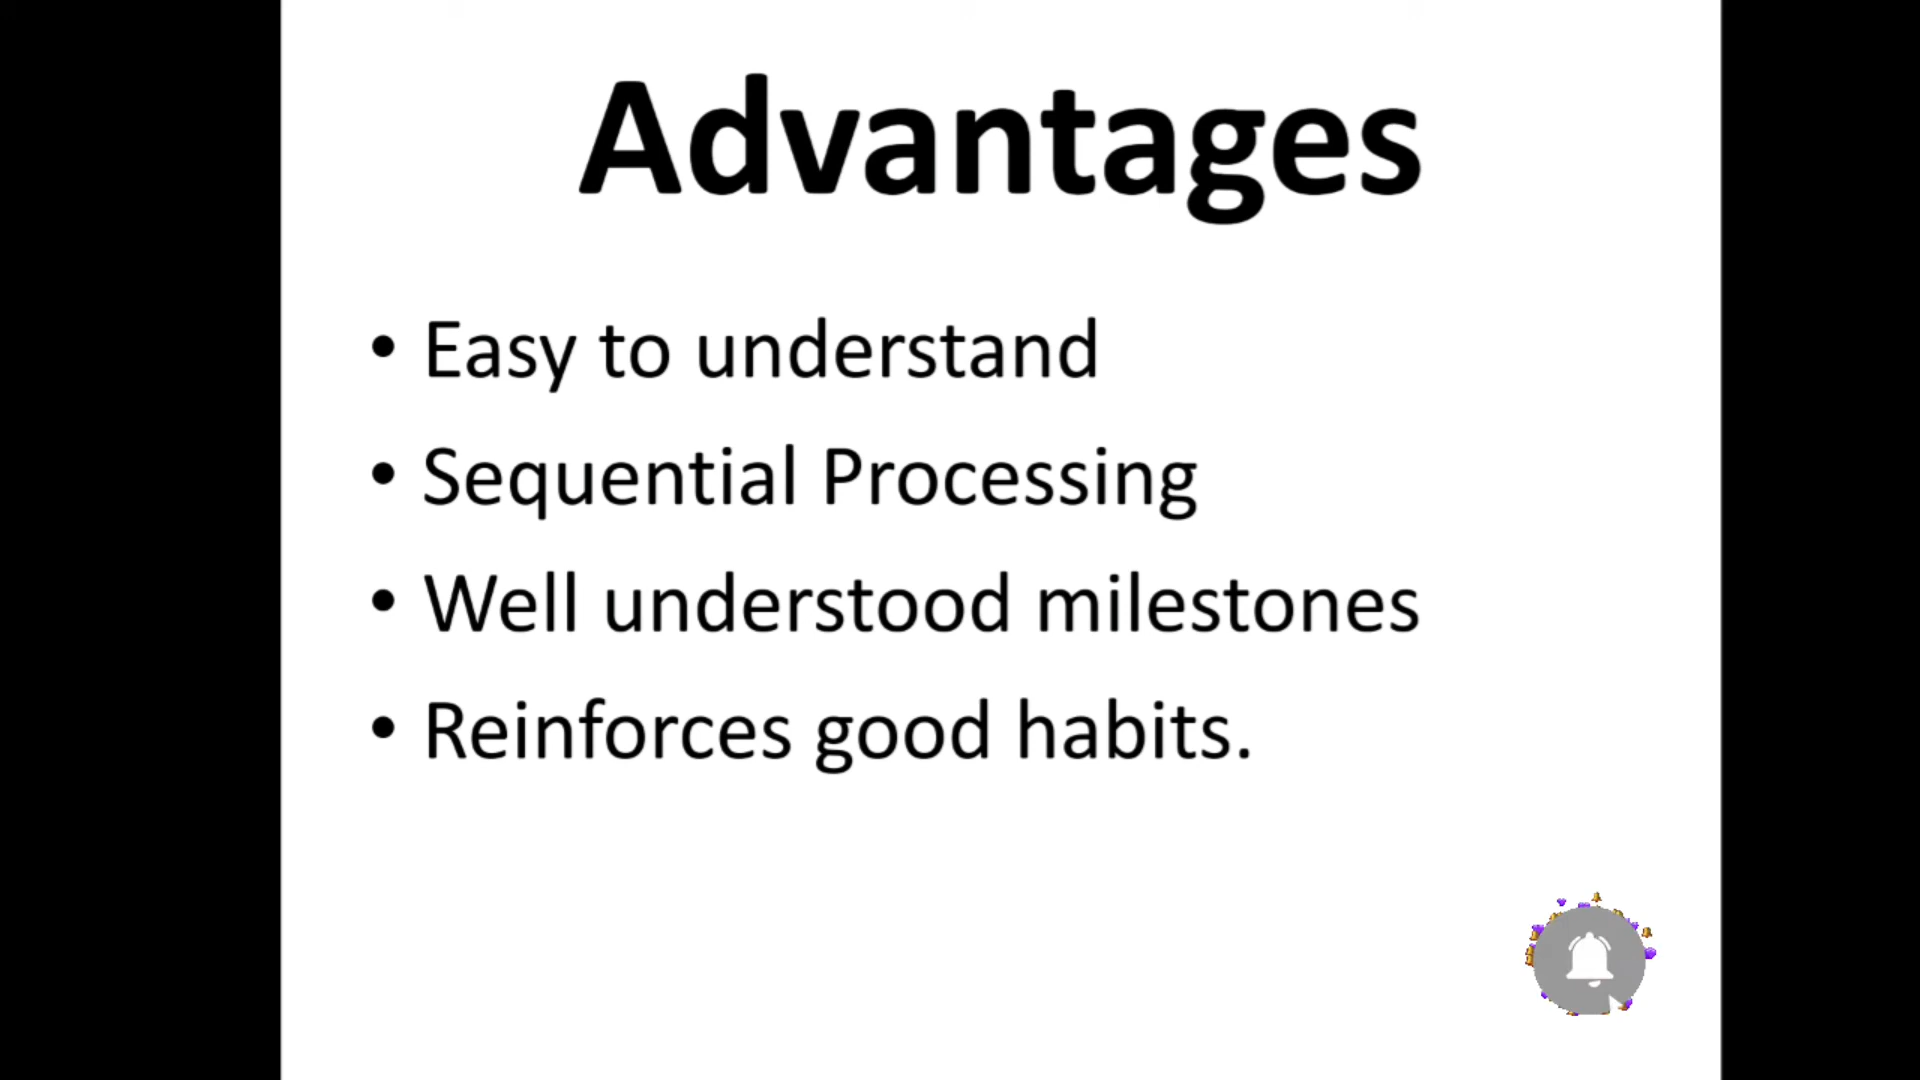 Advantages
• Easy to understand
• Sequential Processing
• Well understood milestones
• Reinforces good habits.